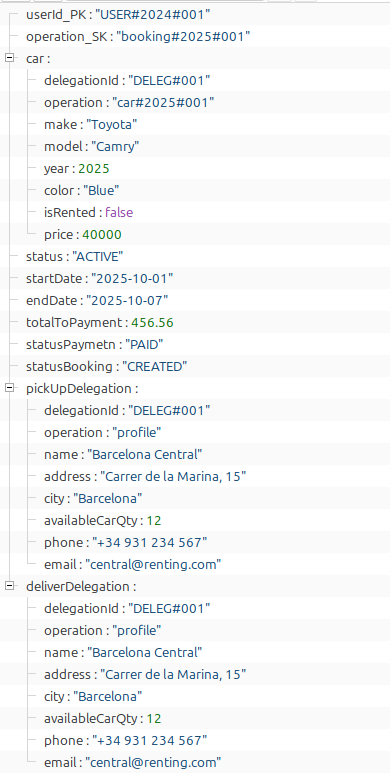 userId_PK : "USER#2024#001"
operation_SK : "booking#2025#001"
car :
delegationId : "DELEG#001"
operation : "car#2025#001"
make : "Toyota"
model : "Camry"
year : 2025
color : "Blue"
isRented : false
price : 40000
status : "ACTIVE"
startDate : "2025-10-01"
endDate : "2025-10-07"
totalToPayment : 456.56
statusPaymetn : "PAID"
statusBooking : "CREATED"
pickUpDelegation :
delegationId : "DELEG#001"
operation : "profile"
name : "Barcelona Central"
address : "Carrer de la Marina, 15"
city : "Barcelona"
availableCarQty : 12
phone : "+34 931 234 567"
email : "central@renting.com"
deliverDelegation :
delegationId : "DELEG#001"
operation : "profile"
name : "Barcelona Central"
address : "Carrer de la Marina, 15"
city : "Barcelona"
availableCarQty : 12
phone : "+34 931 234 567"
email : "central@renting.com"